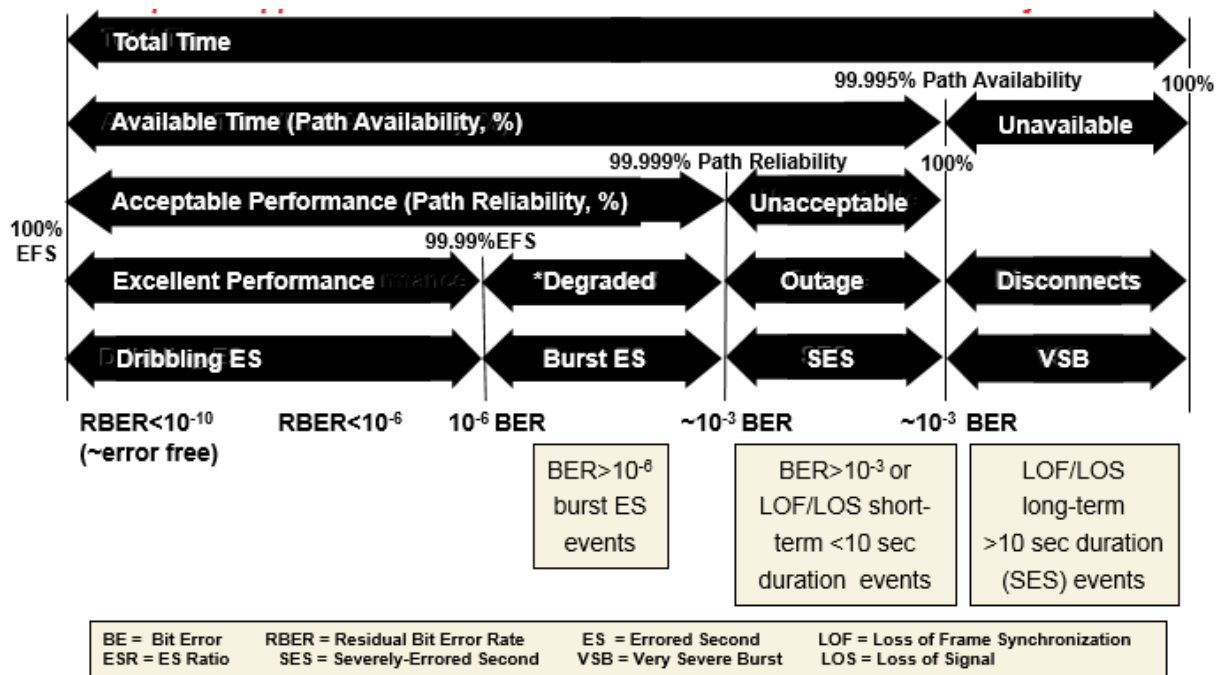 Total Time
99.995% Path Availability
100%
Available Time (Path Availability, %)
Unavailable
99.999% Path Reliability
100%
Acceptable Performance (Path Reliability, %)
Unacceptable
100%
EFS
99.99%EFS
Excellent Performance
*Degraded
Outage
Disconnects
Dribbling ES
Burst ES
SES
VSB
RBER<10⁻¹⁰
(~error free)
RBER<10⁻⁶
10⁻⁶ BER
~10⁻³ BER
~10⁻³ BER
BER>10⁻⁶
burst ES
events
BER>10⁻³ or
LOF/LOS short-
term <10 sec
duration events
LOF/LOS
long-term
>10 sec duration
(SES) events
BE = Bit Error RBER = Residual Bit Error Rate ES = Errored Second LOF = Loss of Frame Synchronization
ESR = ES Ratio SES = Severely-Errored Second VSB = Very Severe Burst LOS = Loss of Signal